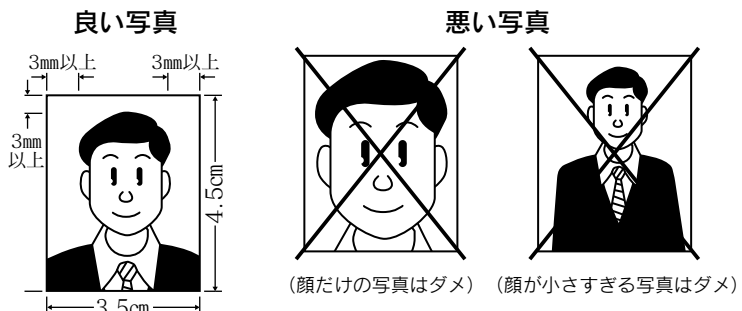 良い写真
悪い写真
3mm以上
3mm以上
3mm
以上
4.5cm
3.5cm
（顔だけの写真はダメ）
（顔が小さすぎる写真はダメ）